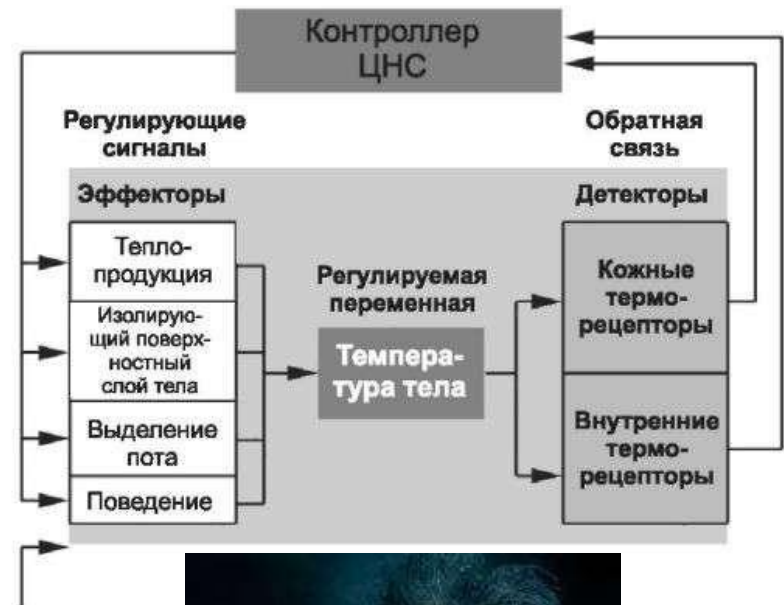 Контроллер
ЦНС
Регулирующие
сигналы
Обратная
связь
Эффекторы
Детекторы
Тепло-
продукция
Изолирую-
щий поверх-
ностный
слой тела
Выделение
пота
Поведение
Регулируемая
переменная
Темпера-
тура тела
Кожные
термо-
рецепторы
Внутренние
термо-
рецепторы